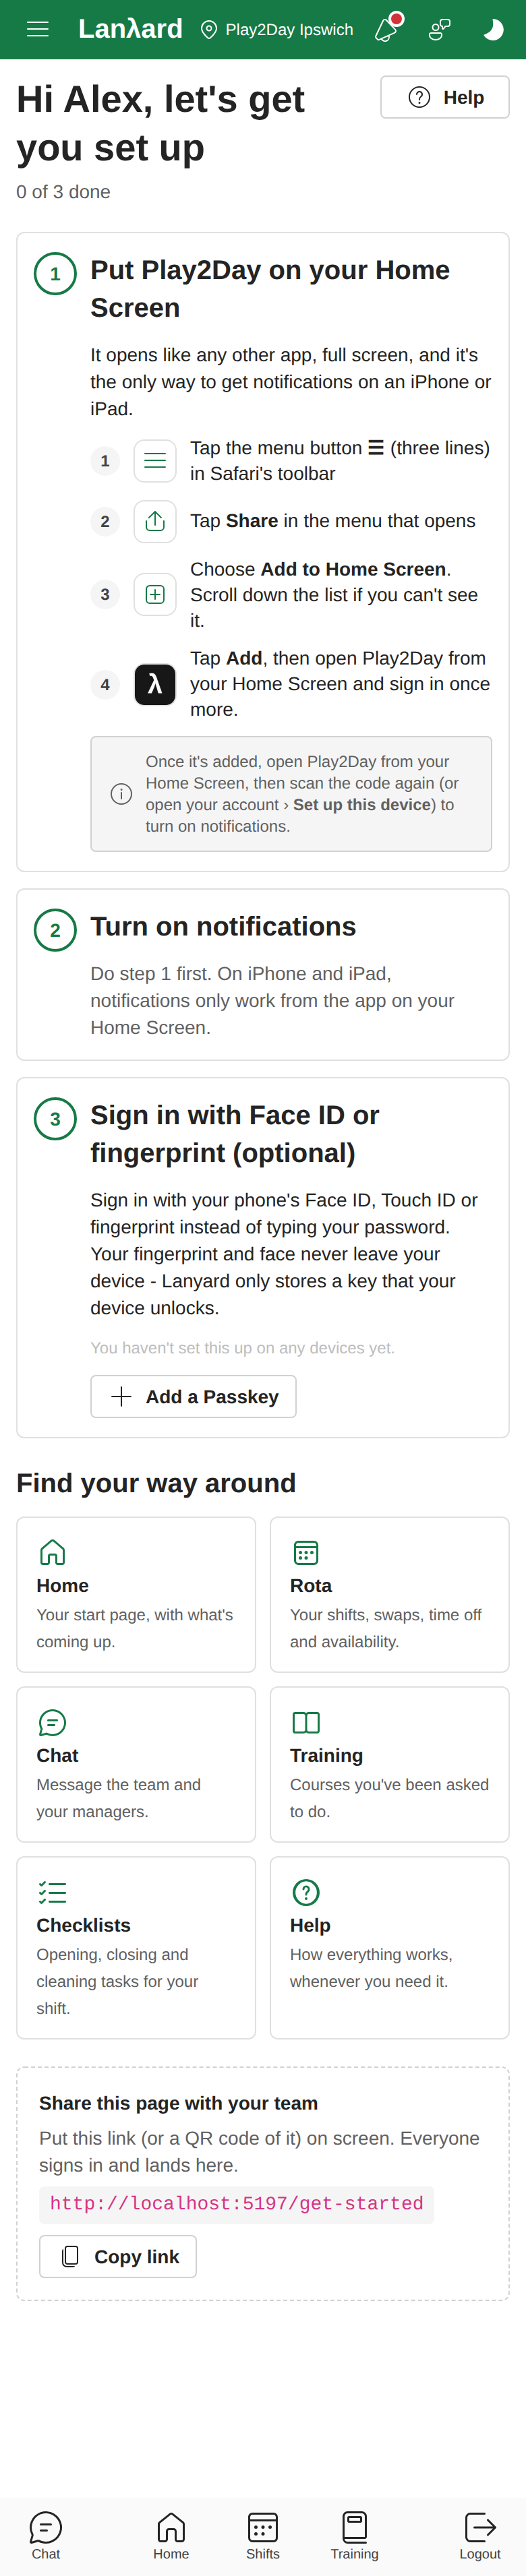 Lanλard
Play2Day Ipswich
Hi Alex, let's get
you set up
Help
0 of 3 done
1
Put Play2Day on your Home
Screen
It opens like any other app, full screen, and it's
the only way to get notifications on an iPhone or
iPad.
1
Tap the menu button ☰ (three lines)
in Safari's toolbar
2
Tap Share in the menu that opens
3
Choose Add to Home Screen.
Scroll down the list if you can't see
it.
4
λ
Tap Add, then open Play2Day from
your Home Screen and sign in once
more.
Once it's added, open Play2Day from your
Home Screen, then scan the code again (or
open your account › Set up this device) to
turn on notifications.
2
Turn on notifications
Do step 1 first. On iPhone and iPad,
notifications only work from the app on your
Home Screen.
3
Sign in with Face ID or
fingerprint (optional)
Sign in with your phone's Face ID, Touch ID or
fingerprint instead of typing your password.
Your fingerprint and face never leave your
device - Lanyard only stores a key that your
device unlocks.
You haven't set this up on any devices yet.
Add a Passkey
Find your way around
Home
Your start page, with what's
coming up.
Rota
Your shifts, swaps, time off
and availability.
Chat
Message the team and
your managers.
Training
Courses you've been asked
to do.
Checklists
Opening, closing and
cleaning tasks for your
shift.
Help
How everything works,
whenever you need it.
Share this page with your team
Put this link (or a QR code of it) on screen. Everyone
signs in and lands here.
http://localhost:5197/get-started
Copy link
Chat
Home
Shifts
Training
Logout